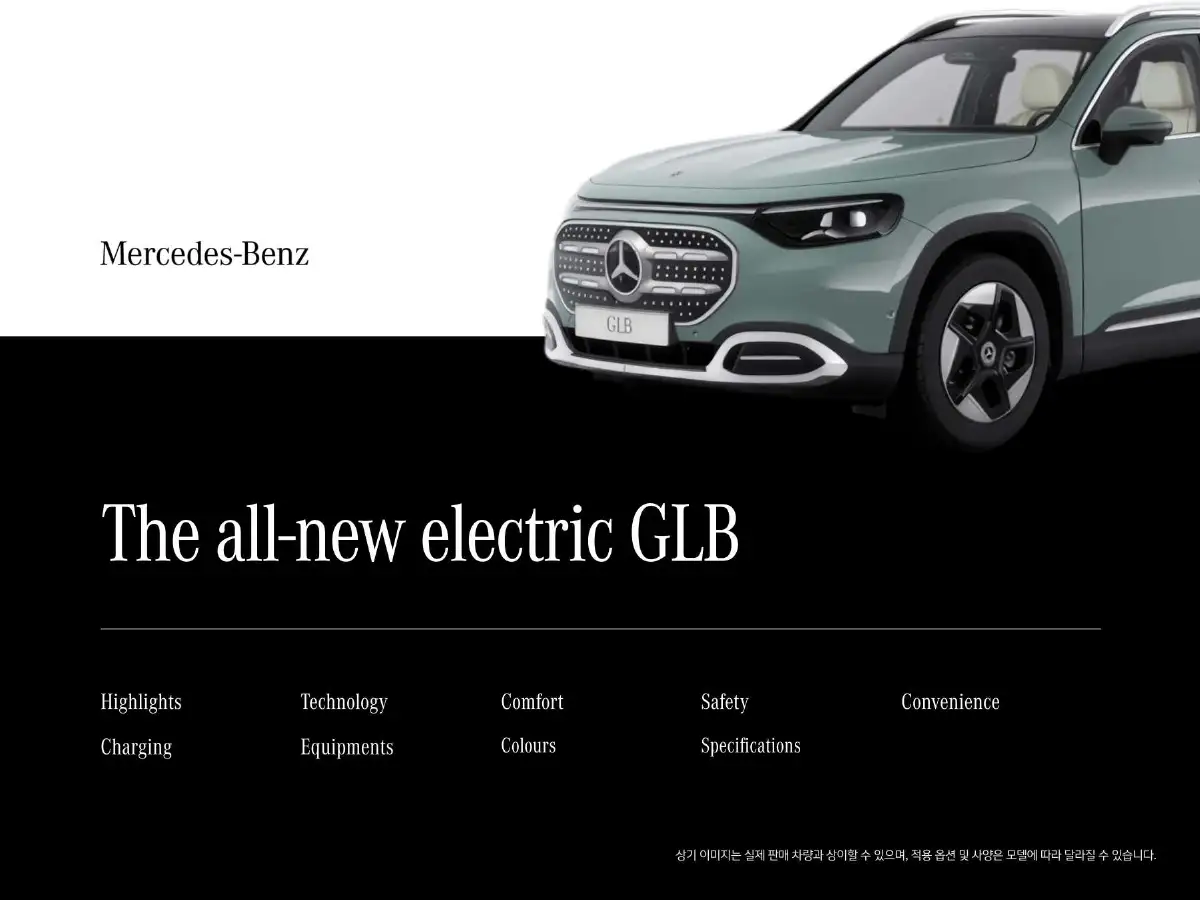 Mercedes-Benz
GLB
The all-new electric GLB
Highlights
Technology
Comfort
Safety
Convenience
Charging
Equipments
Colours
Specifications
상기 이미지는 실제 판매 차량과 상이할 수 있으며, 적용 옵션 및 사양은 모델에 따라 달라질 수 있습니다.